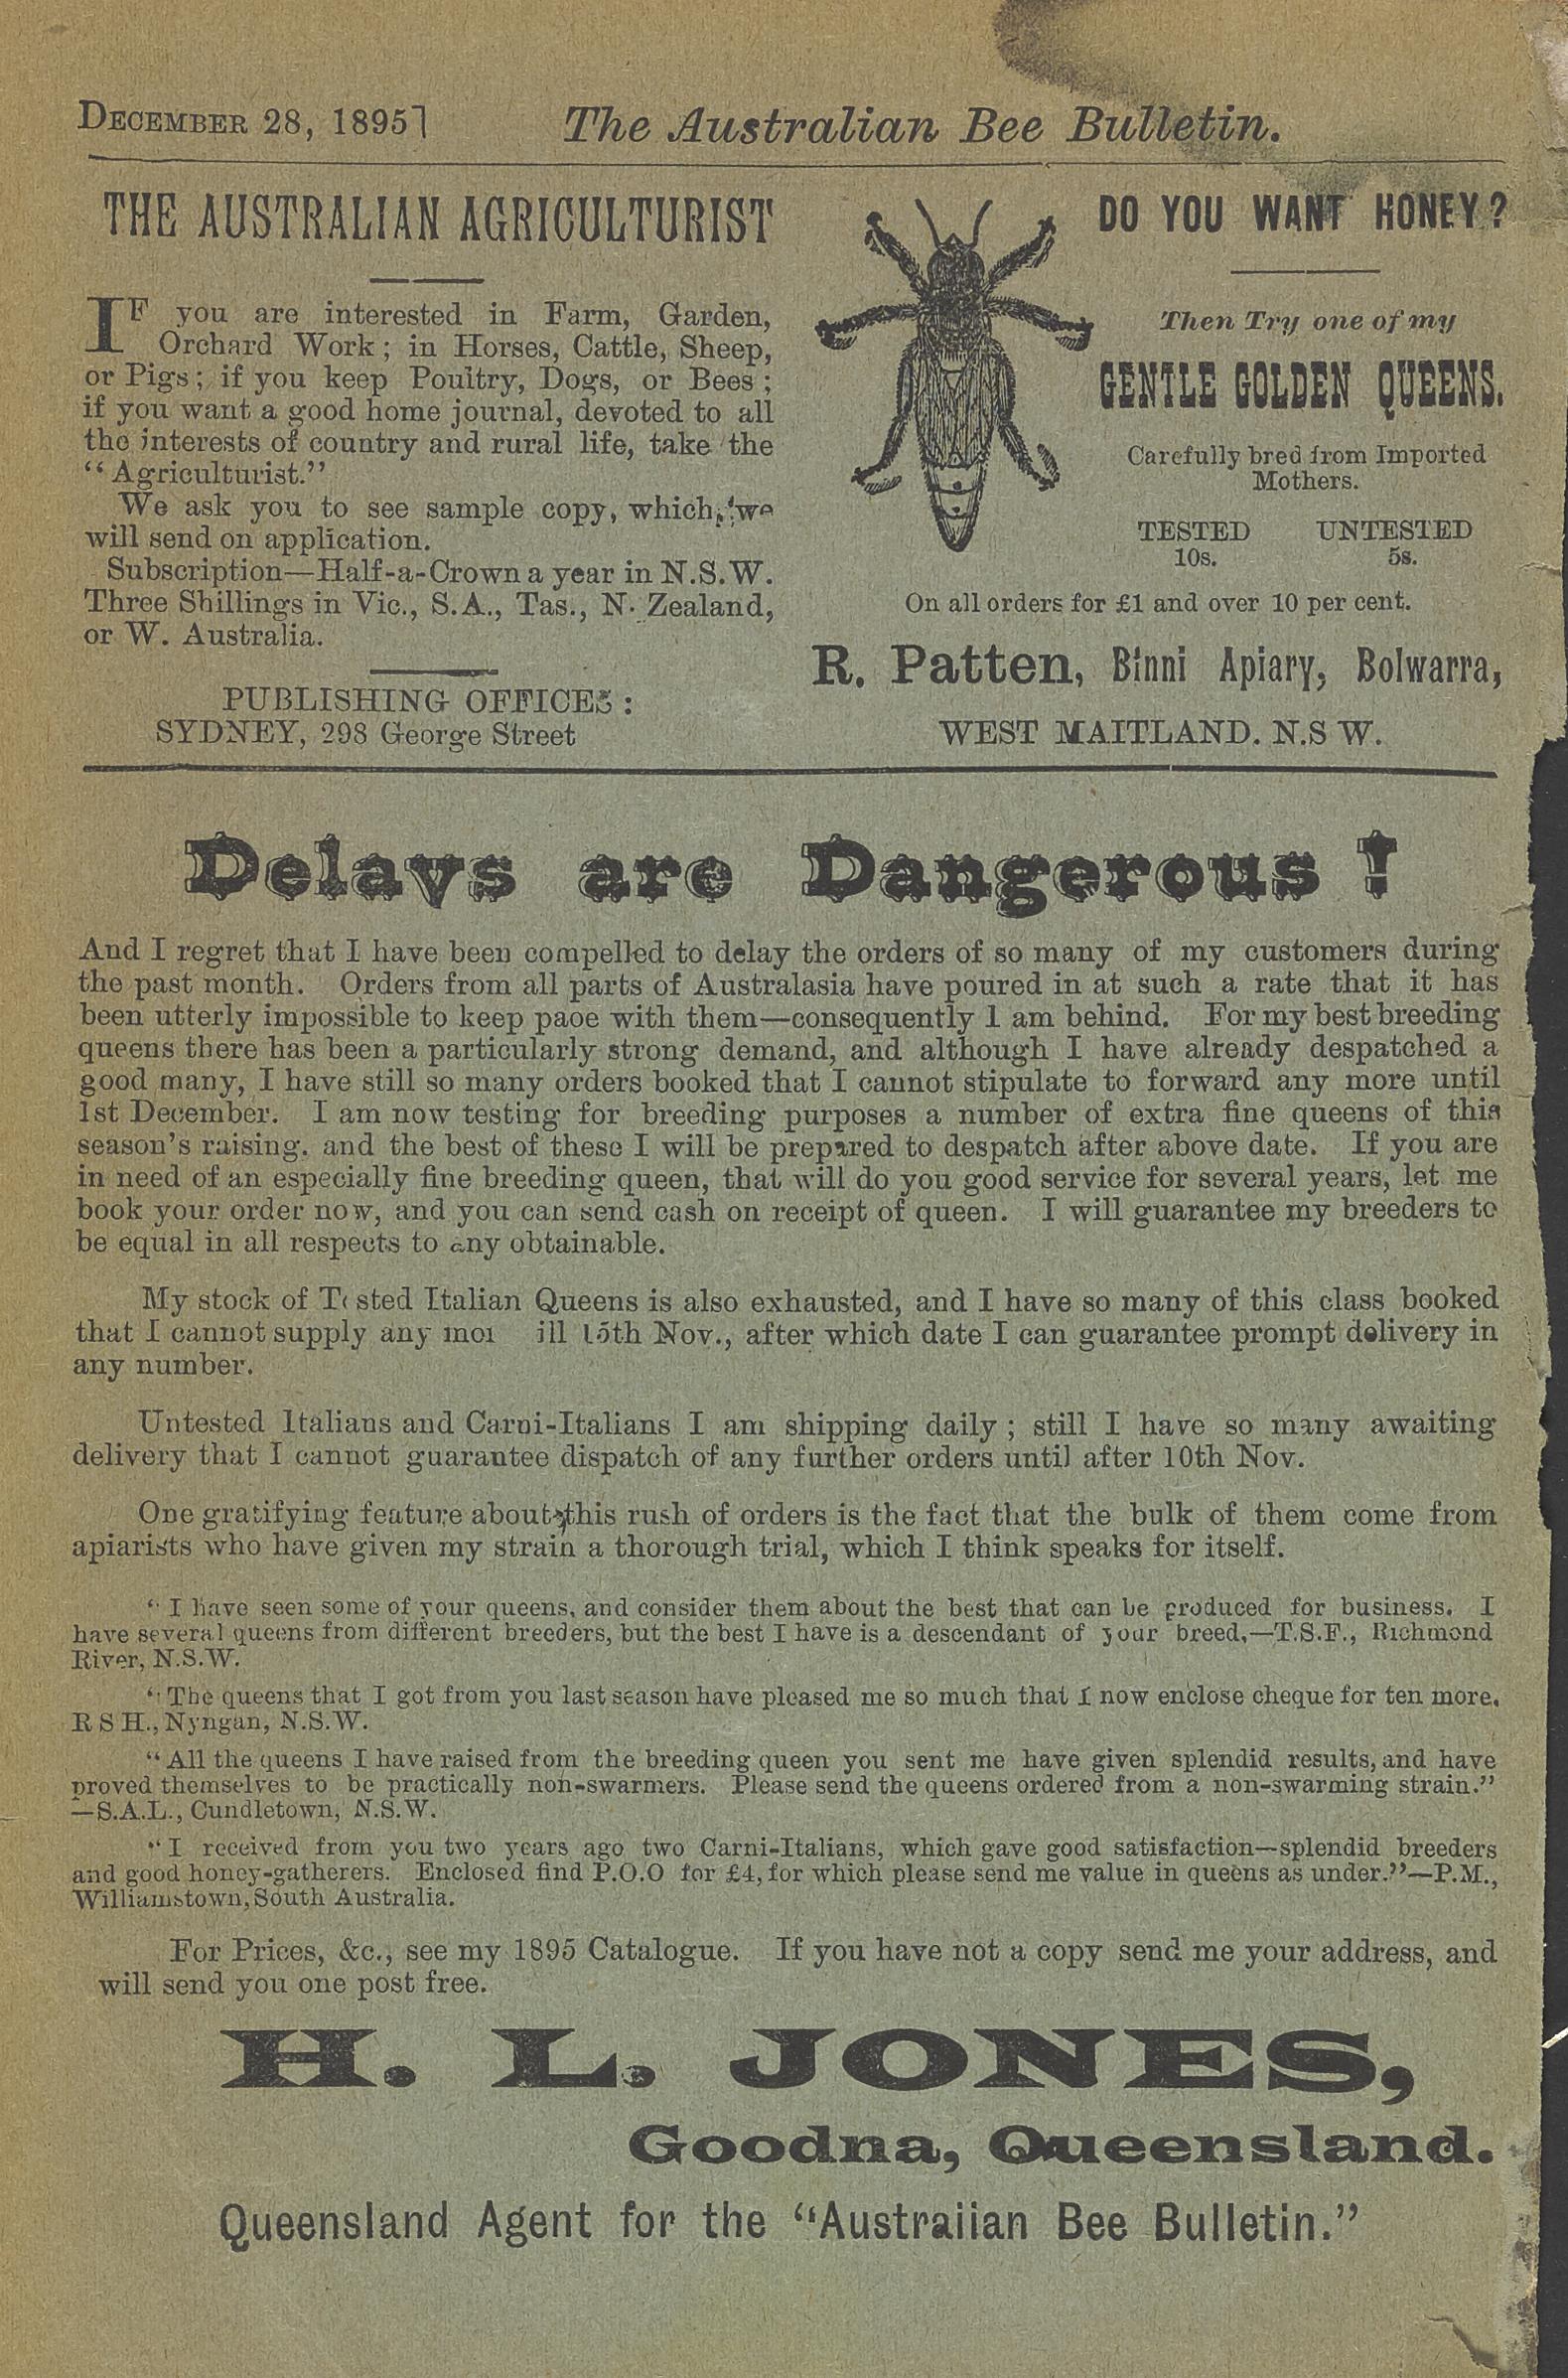 DECEMBER 28, 1895] The Australian Bee Bulletin.
THE AUSTRALIAN AGRICULTURIST
IF you are interested in Farm, Garden,
Orchard Work; in Horses, Cattle, Sheep,
or Pigs; if you keep Poultry, Dogs, or Bees;
if you want a good home journal, devoted to all
the interests of country and rural life, take the
"Agriculturist."
We ask you to see sample copy, which, we
will send on application.
Subscription—Half-a-Crown a year in N.S.W.
Three Shillings in Vic., S.A., Tas., N. Zealand,
or W. Australia.
PUBLISHING OFFICES:
SYDNEY, 298 George Street
DO YOU WANT HONEY?
Then Try one of my
GENTLE GOLDEN QUEENS.
Carefully bred from Imported
Mothers.
TESTED UNTESTED
10s. 5s.
On all orders for £1 and over 10 per cent.
R. Patten, Binni Apiary, Bolwarra,
WEST MAITLAND. N.S W.
Delays are Dangerous!
And I regret that I have been compelled to delay the orders of so many of my customers during
the past month. Orders from all parts of Australasia have poured in at such a rate that it has
been utterly impossible to keep paoe with them—consequently 1 am behind. For my best breeding
queens there has been a particularly strong demand, and although I have already despatched a
good many, I have still so many orders booked that I cannot stipulate to forward any more until
1st December. I am now testing for breeding purposes a number of extra fine queens of this
season's raising. and the best of these I will be prepared to despatch after above date. If you are
in need of an especially fine breeding queen, that will do you good service for several years, let me
book your order now, and you can send cash on receipt of queen. I will guarantee my breeders to
be equal in all respects to any obtainable.
My stock of Tested Italian Queens is also exhausted, and I have so many of this class booked
that I cannot supply any 15th Nov., after which date I can guarantee prompt delivery in
any number.
Untested Italians and Carni-Italians I am shipping daily; still I have so many awaiting
delivery that I cannot guarantee dispatch of any further orders until after 10th Nov.
One gratifying feature about this rush of orders is the fact that the bulk of them come from
apiarists who have given my strain a thorough trial, which I think speaks for itself.
"I have seen some of your queens, and consider them about the best that can be produced for business. I
have several queens from different breeders, but the best I have is a descendant of your breed,—T.S.F., Richmond
River, N.S.W.
"The queens that I got from you last season have pleased me so much that I now enclose cheque for ten more.
R S H., Nyngan, N.S.W.
"All the queens I have raised from the breeding queen you sent me have given splendid results, and have
proved themselves to be practically non-swarmers. Please send the queens ordered from a non-swarming strain."
—S.A.L., Cundletown, N.S.W.
"I received from you two years ago two Carni-Italians, which gave good satisfaction—splendid breeders
and good honey-gatherers. Enclosed find P.O.O for £4, for which please send me value in queens as under."—P.M.,
Williamstown, South Australia.
For Prices, &c., see my 1895 Catalogue. If you have not a copy send me your address, and
will send you one post free.
H. L. JONES,
Goodna, Queensland.
Queensland Agent for the "Australian Bee Bulletin."